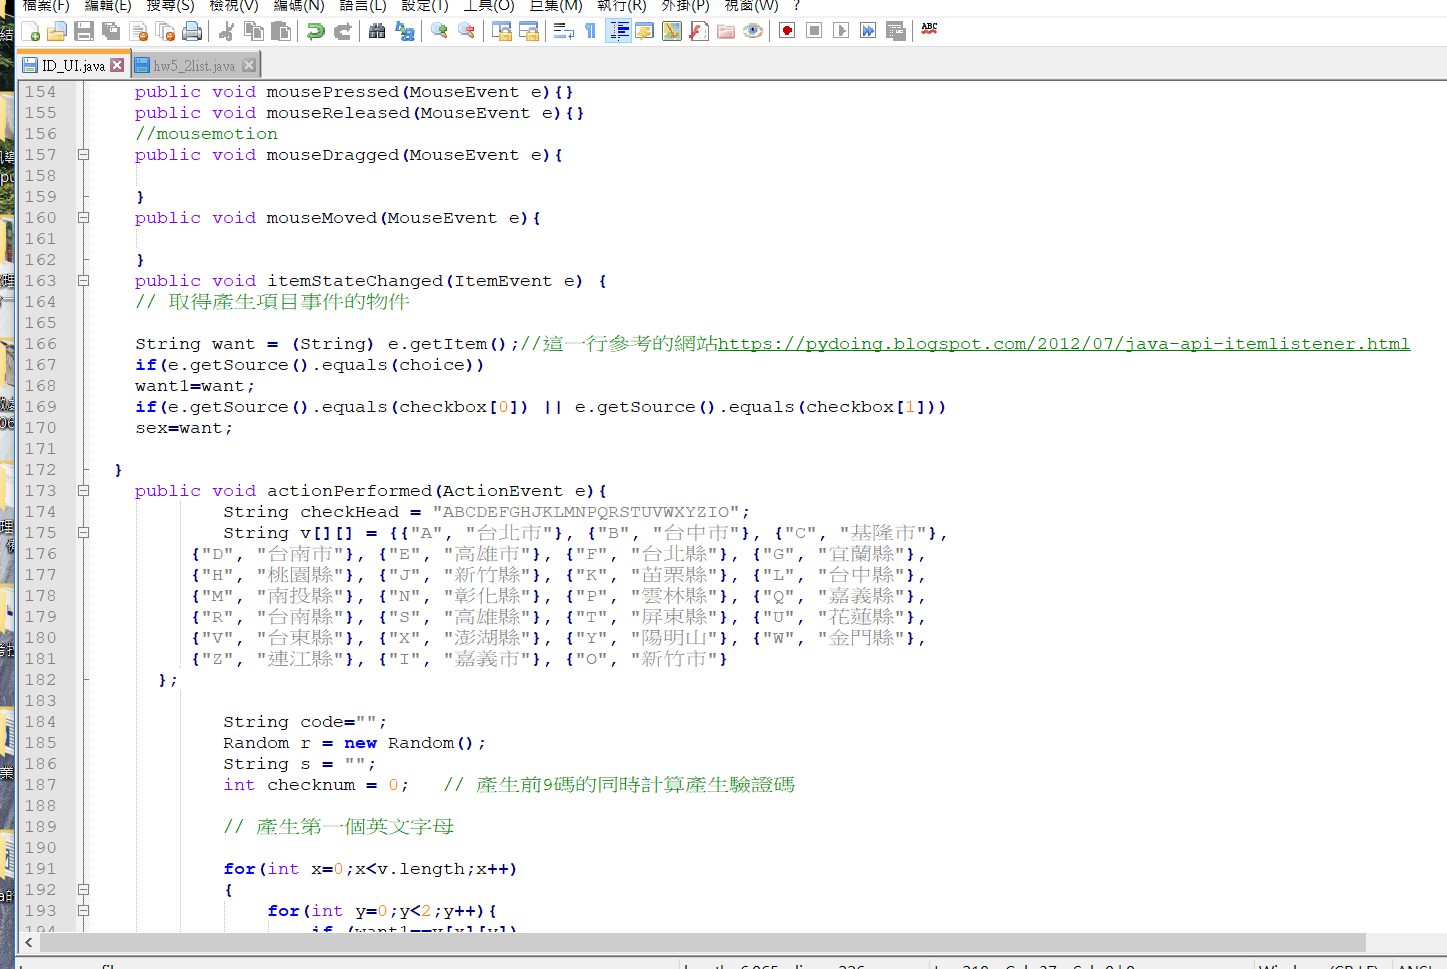 檔案(F) 編輯(E) 搜尋(S) 檢視(V) 編碼(N) 語言(L) 設定(T) 工具(O) 巨集(M) 執行(R) 外掛(P) 視窗(W) ?
ABC
ID_UI.java hw5_2list.java
154 public void mousePressed(MouseEvent e){}
155 public void mouseReleased(MouseEvent e){}
156 //mousemotion
157 public void mouseDragged(MouseEvent e){
158
159 }
160 public void mouseMoved(MouseEvent e){
161
162 }
163 public void itemStateChanged(ItemEvent e) {
164 // 取得產生項目事件的物件
165
166 String want = (String) e.getItem();//這一行參考的網站https://pydoing.blogspot.com/2012/07/java-api-itemlistener.html
167 if(e.getSource().equals(choice))
168 want1=want;
169 if(e.getSource().equals(checkbox[0]) || e.getSource().equals(checkbox[1]))
170 sex=want;
171
172 }
173 public void actionPerformed(ActionEvent e){
174 String checkHead = "ABCDEFGHJKLMNPQRSTUVWXYZIO";
175 String v[][] = {{"A", "台北市"}, {"B", "台中市"}, {"C", "基隆市"},
176 {"D", "台南市"}, {"E", "高雄市"}, {"F", "台北縣"}, {"G", "宜蘭縣"},
177 {"H", "桃園縣"}, {"J", "新竹縣"}, {"K", "苗栗縣"}, {"L", "台中縣"},
178 {"M", "南投縣"}, {"N", "彰化縣"}, {"P", "雲林縣"}, {"Q", "嘉義縣"},
179 {"R", "台南縣"}, {"S", "高雄縣"}, {"T", "屏東縣"}, {"U", "花蓮縣"},
180 {"V", "台東縣"}, {"X", "澎湖縣"}, {"Y", "陽明山"}, {"W", "金門縣"},
181 {"Z", "連江縣"}, {"I", "嘉義市"}, {"O", "新竹市"}
182 };
183
184 String code="";
185 Random r = new Random();
186 String s = "";
187 int checknum = 0; // 產生前9碼的同時計算產生驗證碼
188
189 // 產生第一個英文字母
190
191 for(int x=0;x<v.length;x++)
192 {
193 for(int y=0;y<2;y++){
194 if (want1==v[x][y])